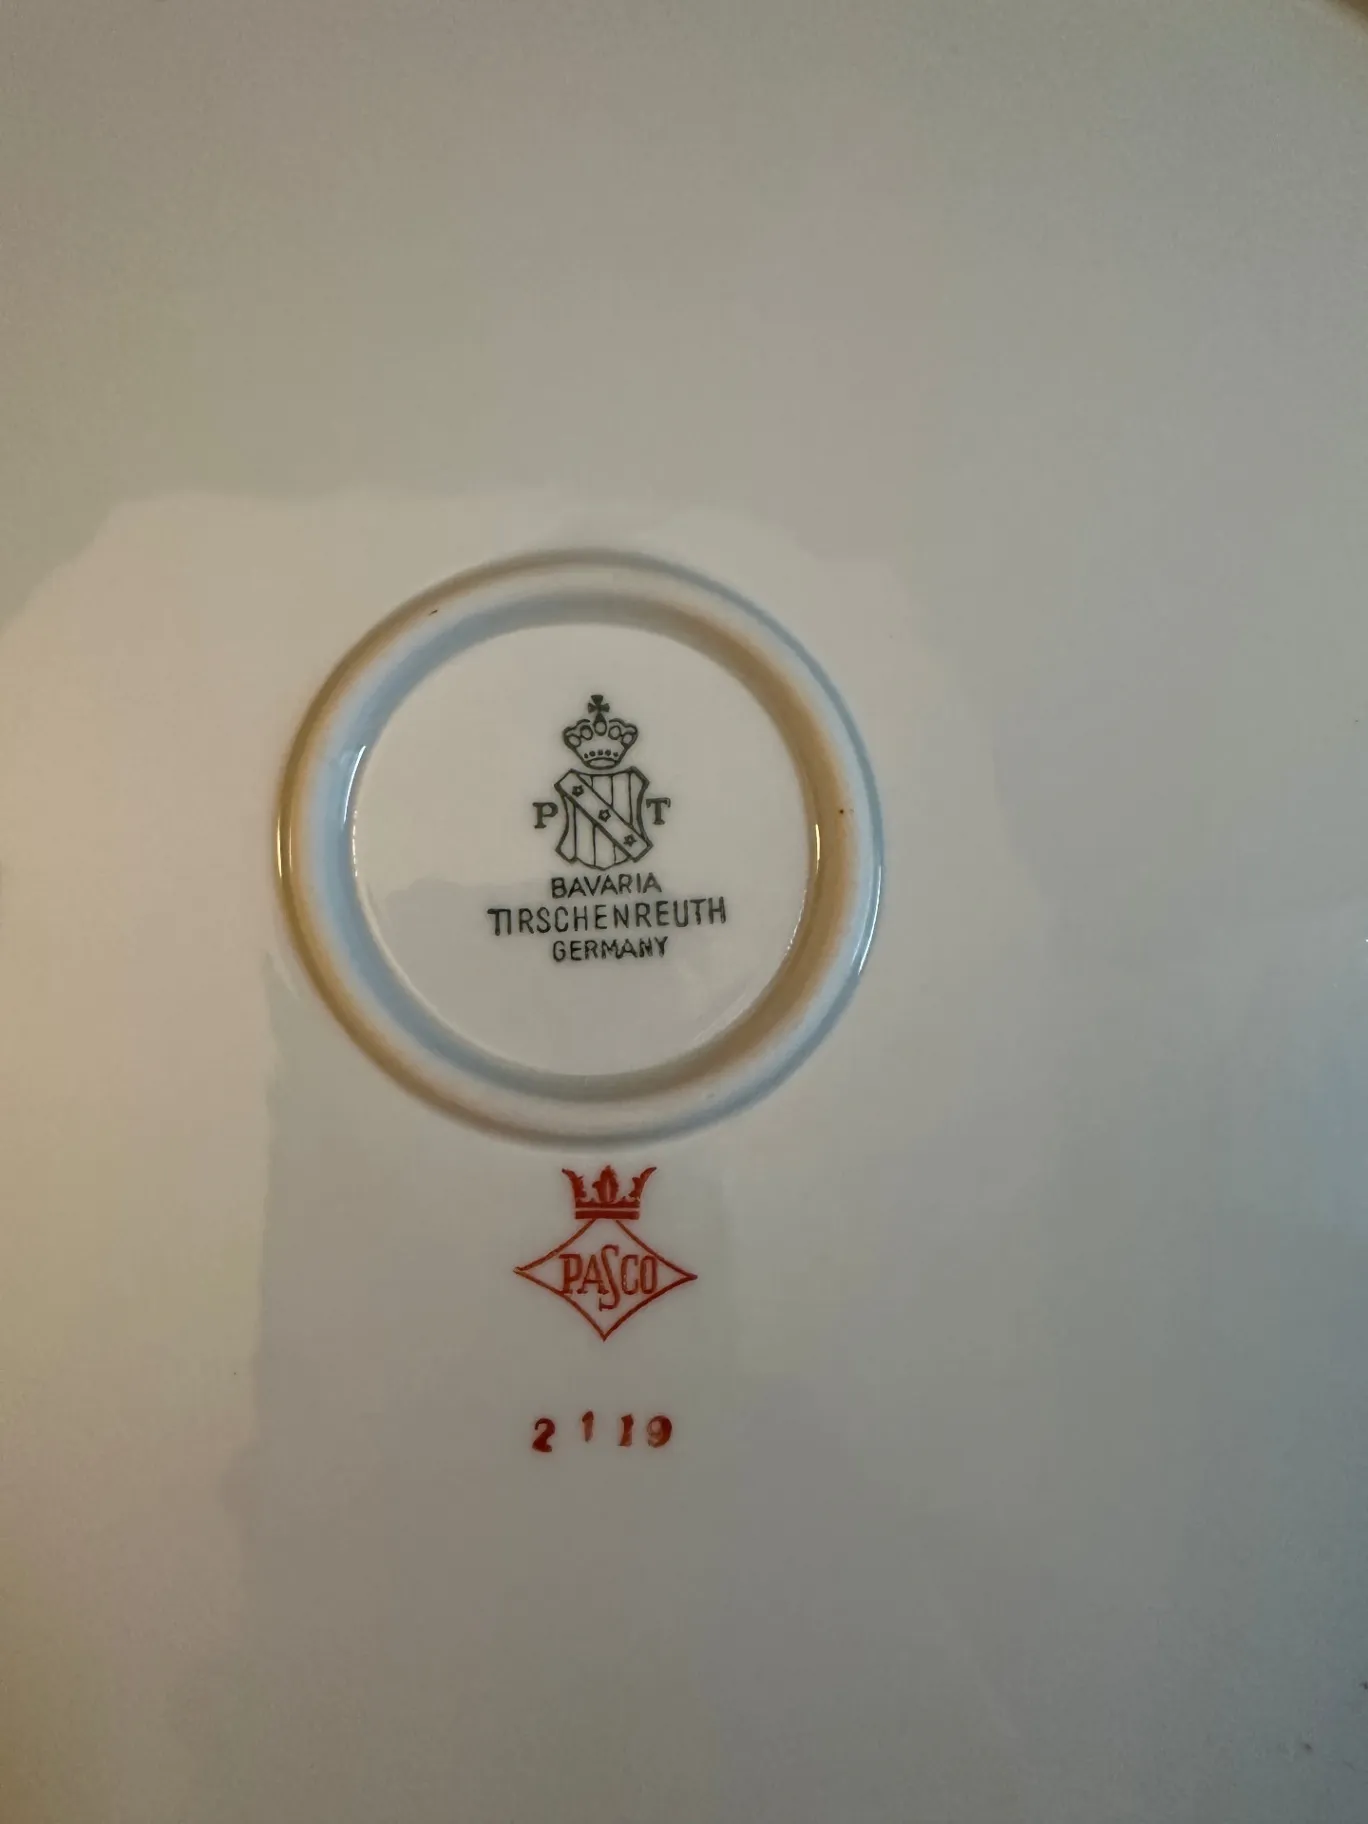 P T
BAVARIA
TIRSCHENREUTH
GERMANY
PASCO
2119